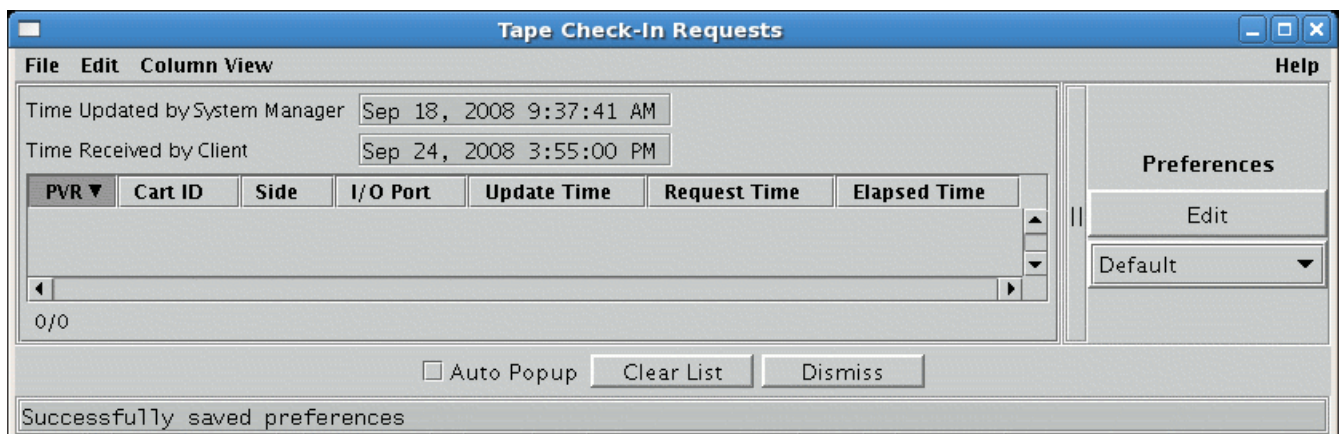 Tape Check-In Requests
File Edit Column View Help
Time Updated by System Manager Sep 18, 2008 9:37:41 AM
Time Received by Client Sep 24, 2008 3:55:00 PM
PVR Cart ID Side I/O Port Update Time Request Time Elapsed Time
0/0
Preferences
Edit
Default
Auto Popup Clear List Dismiss
Successfully saved preferences